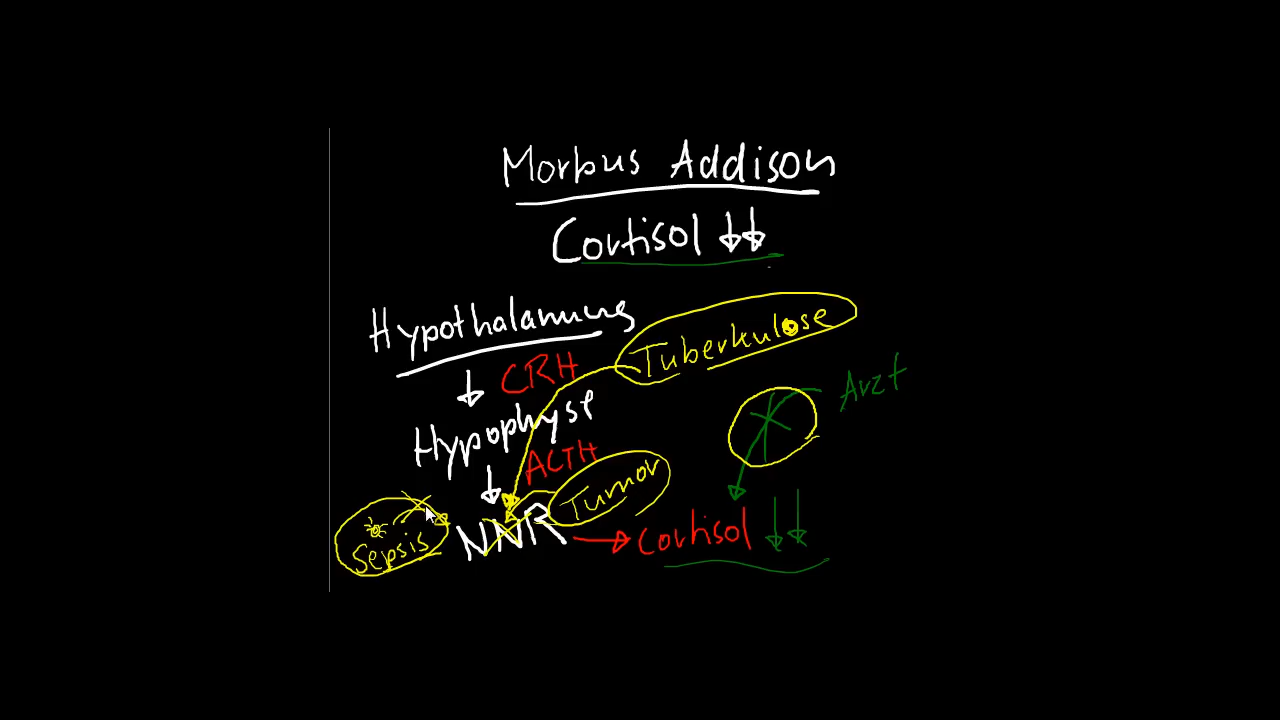 Morbus Addison
Cortisol ↓↓
Hypothalamus
Tuberkulose
CRH
Arzt
Hypophyse
ACTH
Tumor
Sepsis
NNR → Cortisol ↓↓